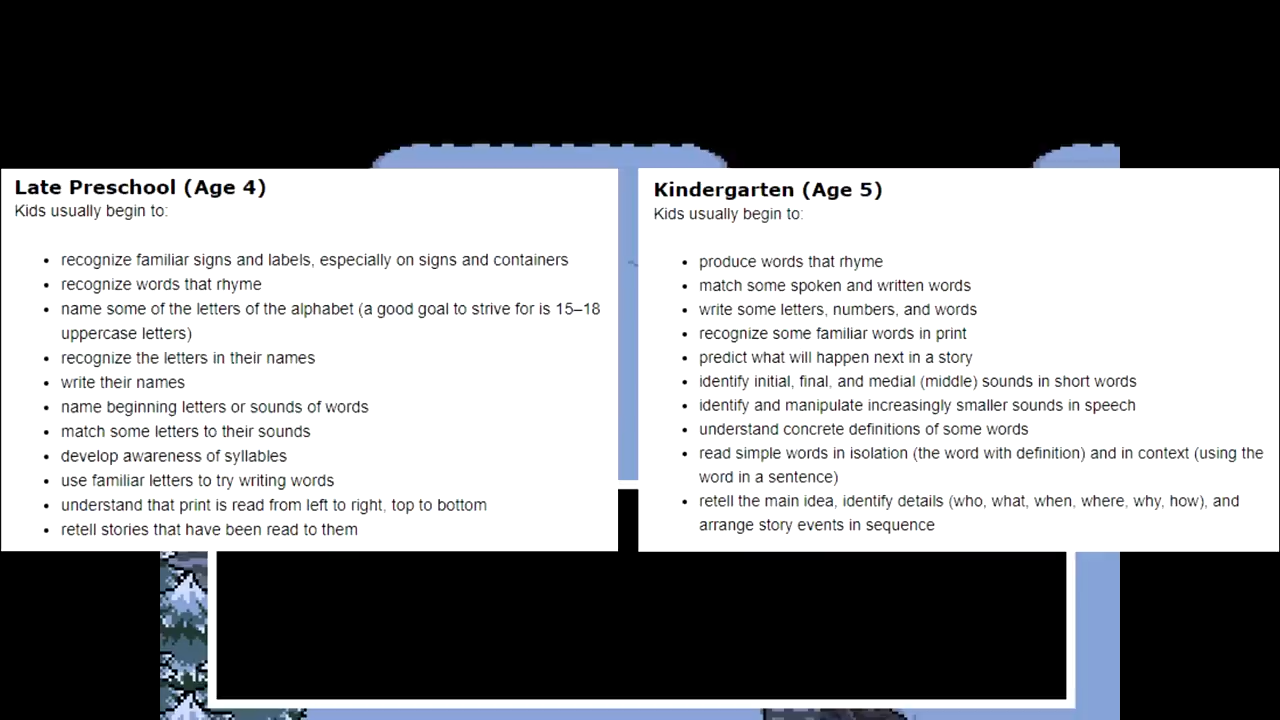 Late Preschool (Age 4)
Kids usually begin to:
• recognize familiar signs and labels, especially on signs and containers
• recognize words that rhyme
• name some of the letters of the alphabet (a good goal to strive for is 15–18
uppercase letters)
• recognize the letters in their names
• write their names
• name beginning letters or sounds of words
• match some letters to their sounds
• develop awareness of syllables
• use familiar letters to try writing words
• understand that print is read from left to right, top to bottom
• retell stories that have been read to them
Kindergarten (Age 5)
Kids usually begin to:
• produce words that rhyme
• match some spoken and written words
• write some letters, numbers, and words
• recognize some familiar words in print
• predict what will happen next in a story
• identify initial, final, and medial (middle) sounds in short words
• identify and manipulate increasingly smaller sounds in speech
• understand concrete definitions of some words
• read simple words in isolation (the word with definition) and in context (using the
word in a sentence)
• retell the main idea, identify details (who, what, when, where, why, how), and
arrange story events in sequence